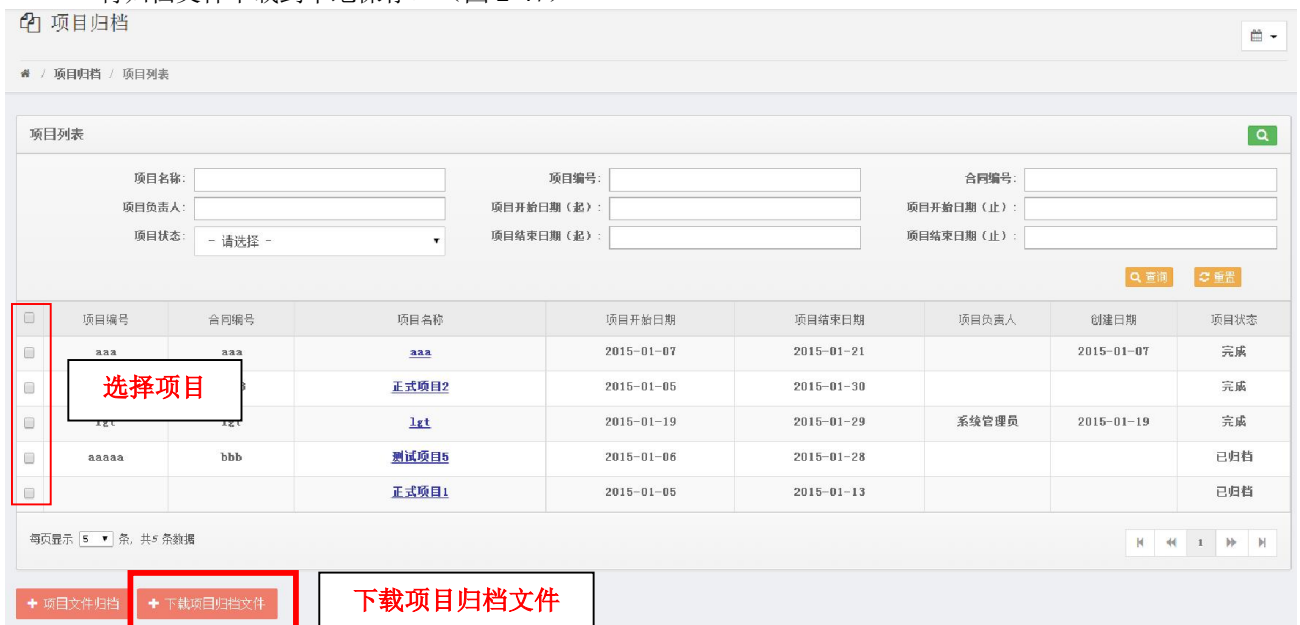 项目归档
/ 项目归档 / 项目列表
项目列表
项目名称: 项目编号: 合同编号:
项目负责人: 项目开始日期(起): 项目开始日期(止):
项目状态: - 请选择 - 项目结束日期(起): 项目结束日期(止):
查询 重置
项目编号 合同编号 项目名称 项目开始日期 项目结束日期 项目负责人 创建日期 项目状态
aaa aaa aaa 2015-01-07 2015-01-21 2015-01-07 完成
选择项目
正式项目2 2015-01-05 2015-01-30 完成
lgt lgt lgt 2015-01-19 2015-01-29 系统管理员 2015-01-19 完成
aaaaa bbb 测试项目5 2015-01-06 2015-01-28 已归档
正式项目1 2015-01-05 2015-01-13 已归档
每页显示 5 条, 共5 条数据 1
项目文件归档 下载项目归档文件 下载项目归档文件